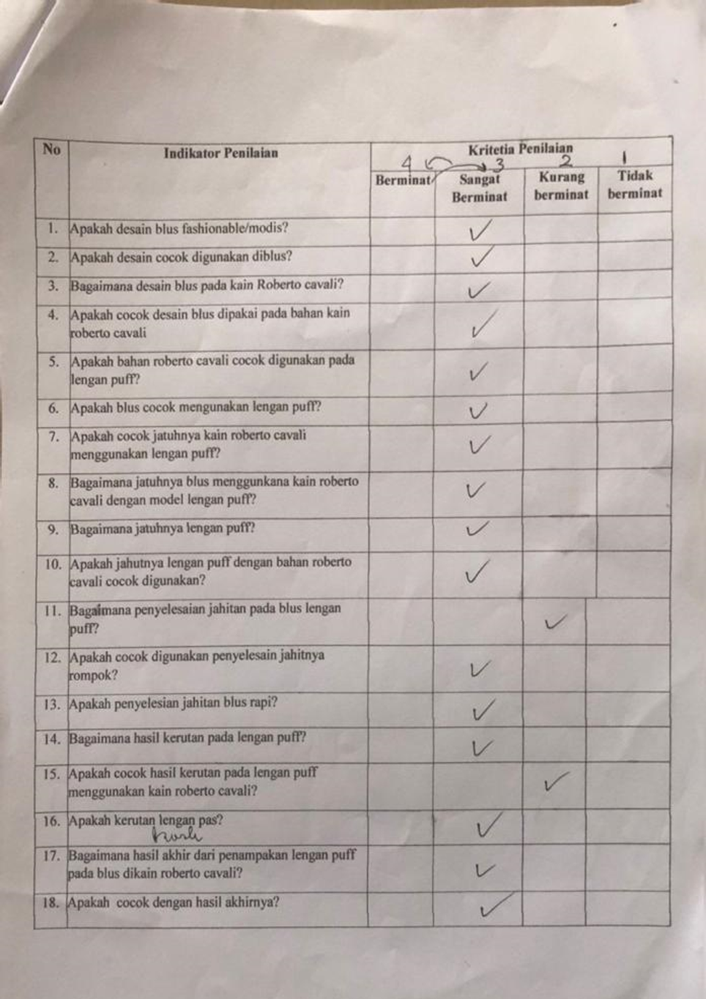 No Indikator Penilaian Kritetia Penilaian
4 3 2 1
Berminat Sangat Berminat Kurang berminat Tidak berminat
1. Apakah desain blus fashionable/modis? ✓
2. Apakah desain cocok digunakan diblus? ✓
3. Bagaimana desain blus pada kain Roberto cavali? ✓
4. Apakah cocok desain blus dipakai pada bahan kain
roberto cavali ✓
5. Apakah bahan roberto cavali cocok digunakan pada
lengan puff? ✓
6. Apakah blus cocok mengunakan lengan puff? ✓
7. Apakah cocok jatuhnya kain roberto cavali
menggunakan lengan puff? ✓
8. Bagaimana jatuhnya blus menggunkana kain roberto
cavali dengan model lengan puff? ✓
9. Bagaimana jatuhnya lengan puff? ✓
10. Apakah jahutnya lengan puff dengan bahan roberto
cavali cocok digunakan? ✓
11. Bagaimana penyelesaian jahitan pada blus lengan
puff? ✓
12. Apakah cocok digunakan penyelesain jahitnya
rompok? ✓
13. Apakah penyelesian jahitan blus rapi? ✓
14. Bagaimana hasil kerutan pada lengan puff? ✓
15. Apakah cocok hasil kerutan pada lengan puff
menggunakan kain roberto cavali? ✓
16. Apakah kerutan lengan pas? ✓
17. Bagaimana hasil akhir dari penampakan lengan puff
pada blus dikain roberto cavali? ✓
18. Apakah cocok dengan hasil akhirnya? ✓